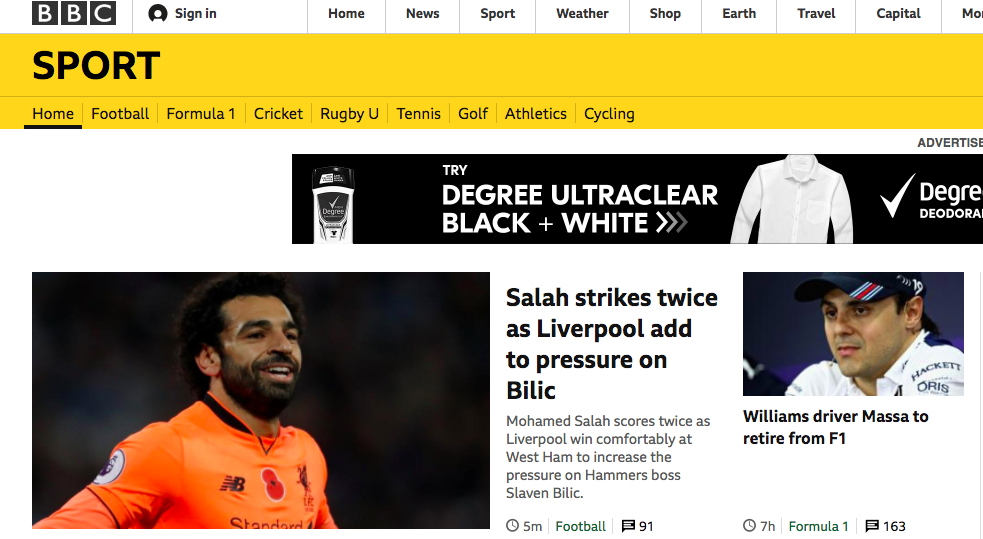 BBC Sign in Home News Sport Weather Shop Earth Travel Capital
SPORT
Home Football Formula 1 Cricket Rugby U Tennis Golf Athletics Cycling
ADVERTISE
TRY
DEGREE ULTRACLEAR
BLACK + WHITE
Degree
Degre
DEODORA
Salah strikes twice
as Liverpool add
to pressure on
Bilic
Mohamed Salah scores twice as
Liverpool win comfortably at
West Ham to increase the
pressure on Hammers boss
Slaven Bilic.
5m Football 91
Standard
HACKETT
ORIS
Williams driver Massa to
retire from F1
7h Formula 1 163